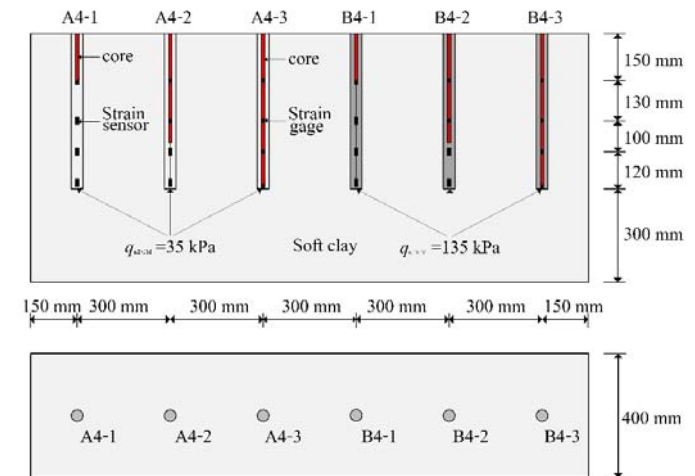 A4-1 A4-2 A4-3 B4-1 B4-2 B4-3
core
core
150 mm
130 mm
Strain
sensor
Strain
gage
100 mm
120 mm
=35 kPa
Soft clay
=135 kPa
300 mm
150 mm 300 mm 300 mm 300 mm 300 mm 300 mm 150 mm
400 mm
A4-1 A4-2 A4-3 B4-1 B4-2 B4-3